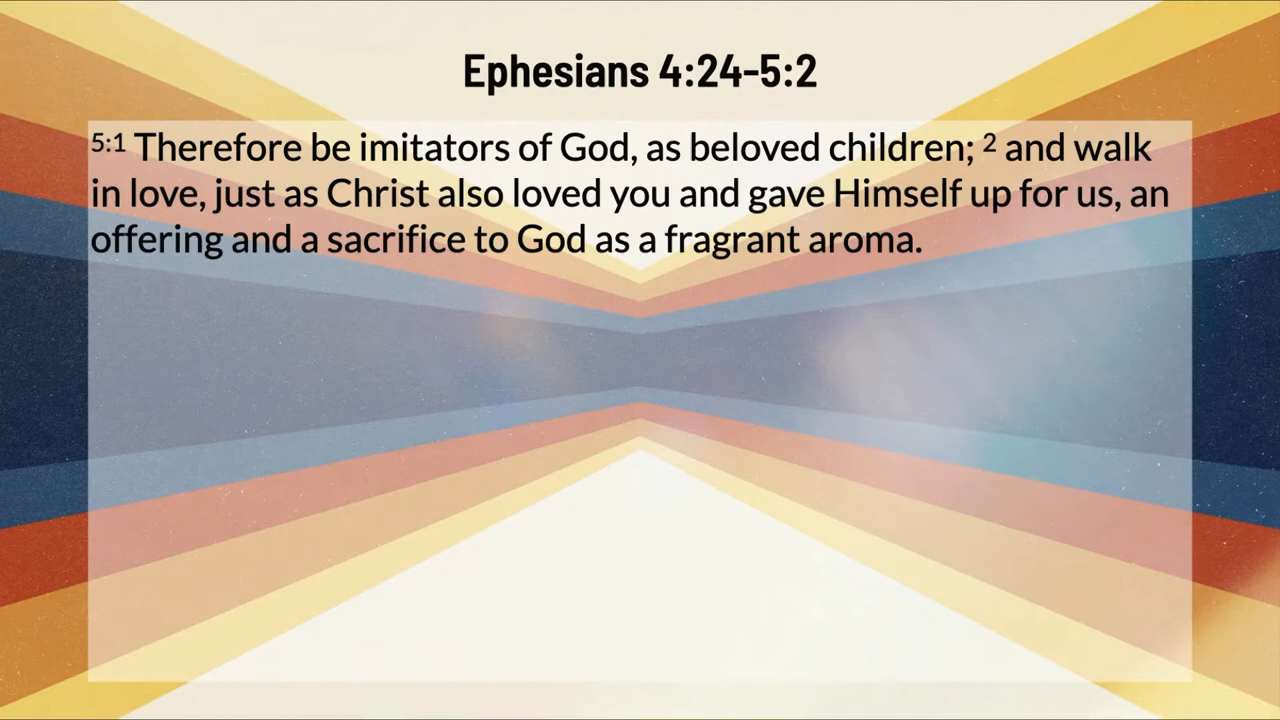 Ephesians 4:24-5:2
5:1 Therefore be imitators of God, as beloved children; 2 and walk
in love, just as Christ also loved you and gave Himself up for us, an
offering and a sacrifice to God as a fragrant aroma.